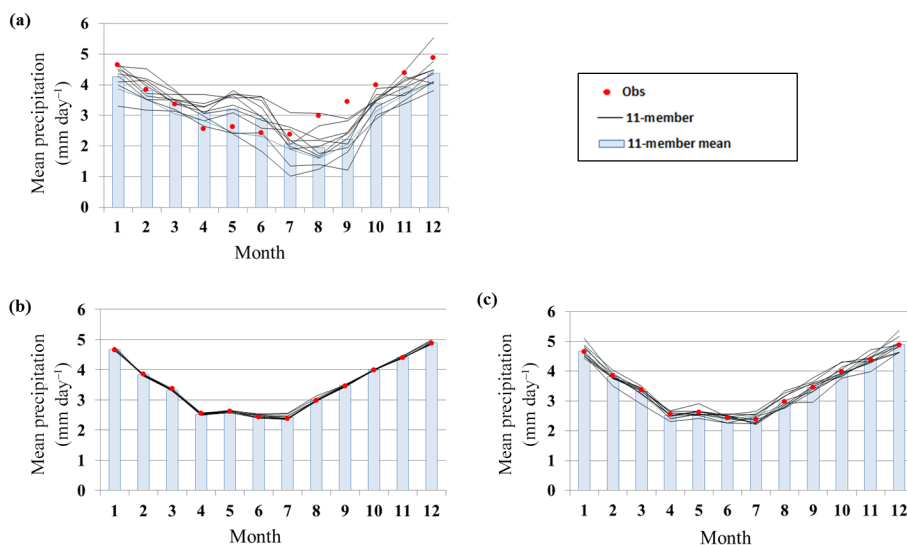 (a)
Mean precipitation
(mm day⁻¹)
6
5
4
3
2
1
0
1 2 3 4 5 6 7 8 9 10 11 12
Month
Obs
11-member
11-member mean
(b)
Mean precipitation
(mm day⁻¹)
6
5
4
3
2
1
0
1 2 3 4 5 6 7 8 9 10 11 12
Month
(c)
Mean precipitation
(mm day⁻¹)
6
5
4
3
2
1
0
1 2 3 4 5 6 7 8 9 10 11 12
Month